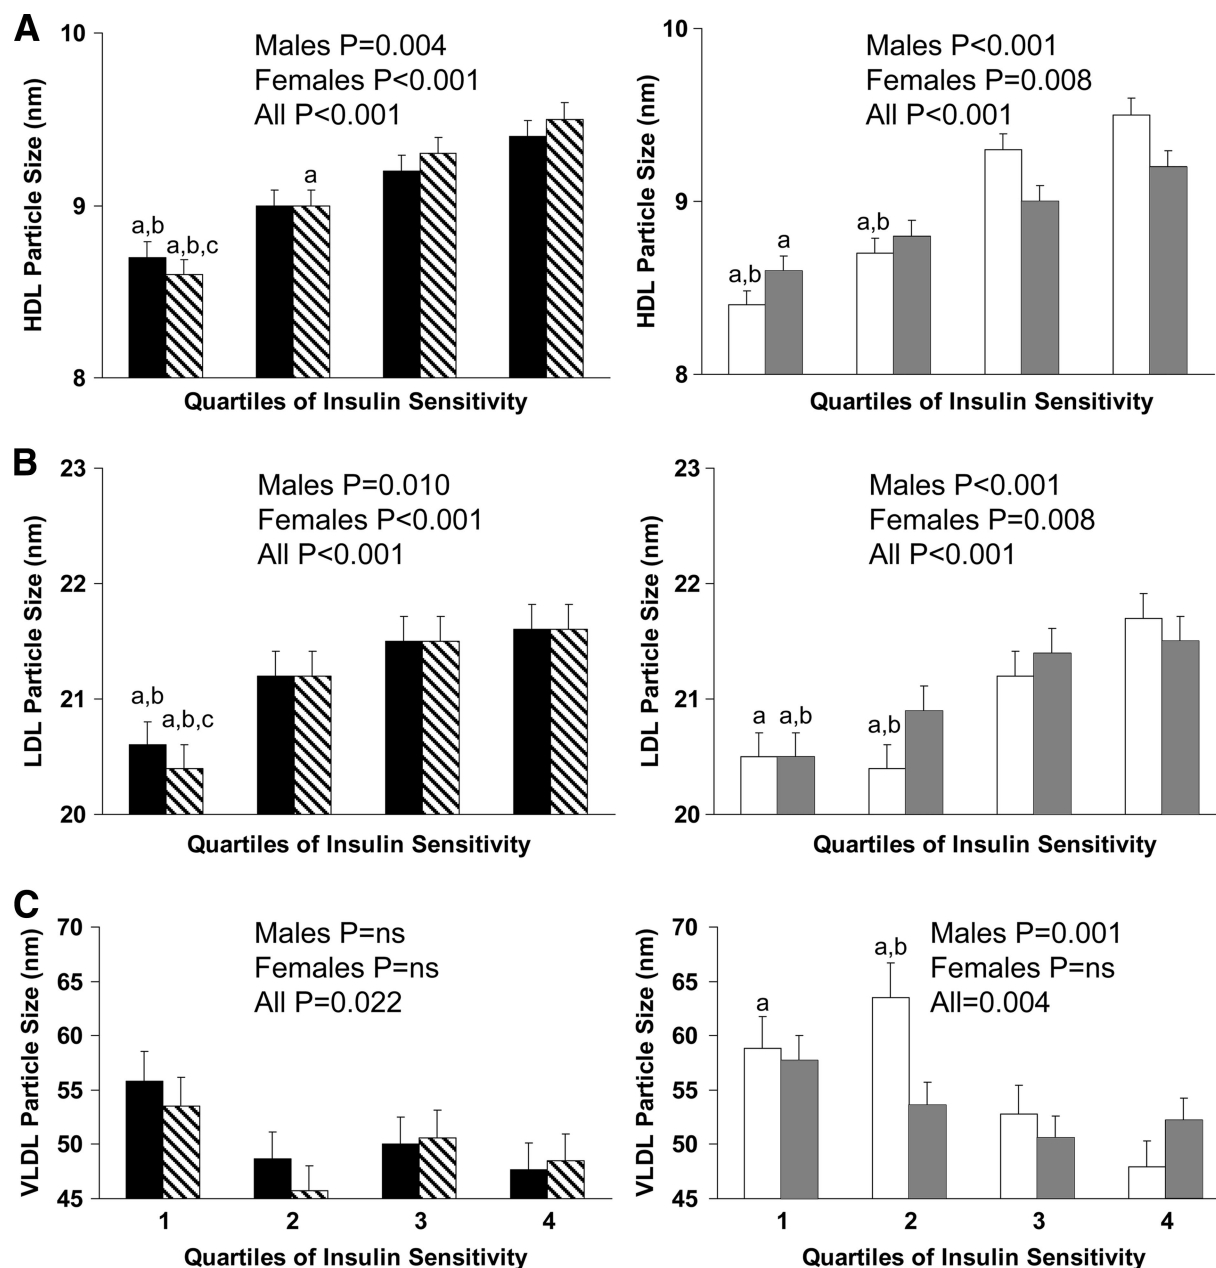 A
HDL Particle Size (nm)
10
9
8
Males P=0.004
Females P<0.001
All P<0.001
a,b
a,b,c
a
Quartiles of Insulin Sensitivity
HDL Particle Size (nm)
10
9
8
Males P<0.001
Females P=0.008
All P<0.001
a,b
a
a,b
Quartiles of Insulin Sensitivity
B
LDL Particle Size (nm)
23
22
21
20
Males P=0.010
Females P<0.001
All P<0.001
a,b
a,b,c
Quartiles of Insulin Sensitivity
LDL Particle Size (nm)
23
22
21
20
Males P<0.001
Females P=0.008
All P<0.001
a
a,b
a,b
Quartiles of Insulin Sensitivity
C
VLDL Particle Size (nm)
70
65
60
55
50
45
Males P=ns
Females P=ns
All P=0.022
1 2 3 4
Quartiles of Insulin Sensitivity
VLDL Particle Size (nm)
70
65
60
55
50
45
Males P=0.001
Females P=ns
All=0.004
a
a,b
1 2 3 4
Quartiles of Insulin Sensitivity